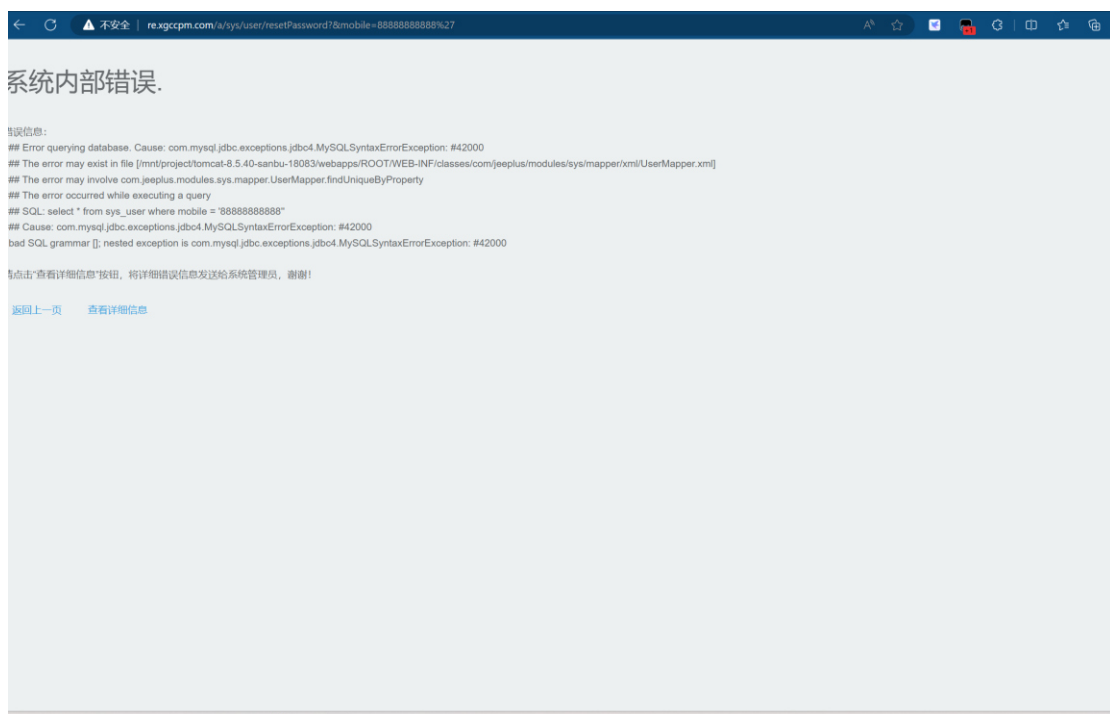 不安全 re.xgccpm.com/a/sys/user/resetPassword?&mobile=88888888888%27
系统内部错误.
错误信息:
## Error querying database. Cause: com.mysql.jdbc.exceptions.jdbc4.MySQLSyntaxErrorException: #42000
## The error may exist in file [/mnt/project/tomcat-8.5.40-sanbu-18083/webapps/ROOT/WEB-INF/classes/com/jeeplus/modules/sys/mapper/xml/UserMapper.xml]
## The error may involve com.jeeplus.modules.sys.mapper.UserMapper.findUniqueByProperty
## The error occurred while executing a query
## SQL: select * from sys_user where mobile = '88888888888''
## Cause: com.mysql.jdbc.exceptions.jdbc4.MySQLSyntaxErrorException: #42000
bad SQL grammar []; nested exception is com.mysql.jdbc.exceptions.jdbc4.MySQLSyntaxErrorException: #42000
请点击"查看详细信息"按钮，将详细错误信息发送给系统管理员，谢谢！
返回上一页 查看详细信息